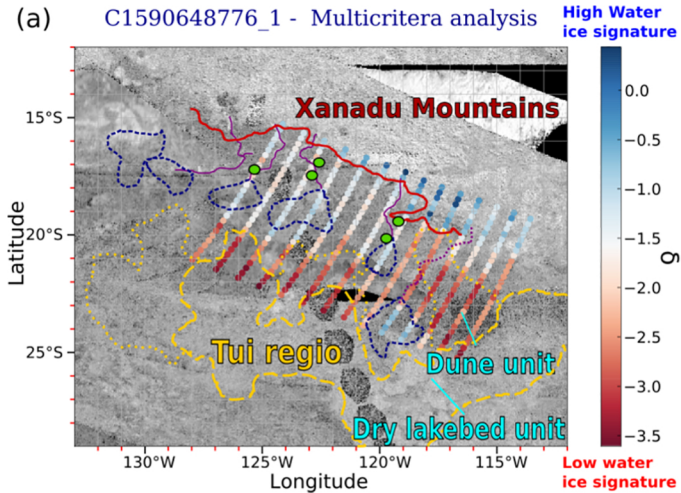 (a)
C1590648776_1 - Multicritera analysis
High Water
ice signature
Xanadu Mountains
15°S
20°S
25°S
Latitude
Tui regio
Dune unit
Dry lakebed unit
130°W
125°W
120°W
115°W
Longitude
0.0
−0.5
−1.0
−1.5
−2.0
−2.5
−3.0
−3.5
δ
Low water
ice signature